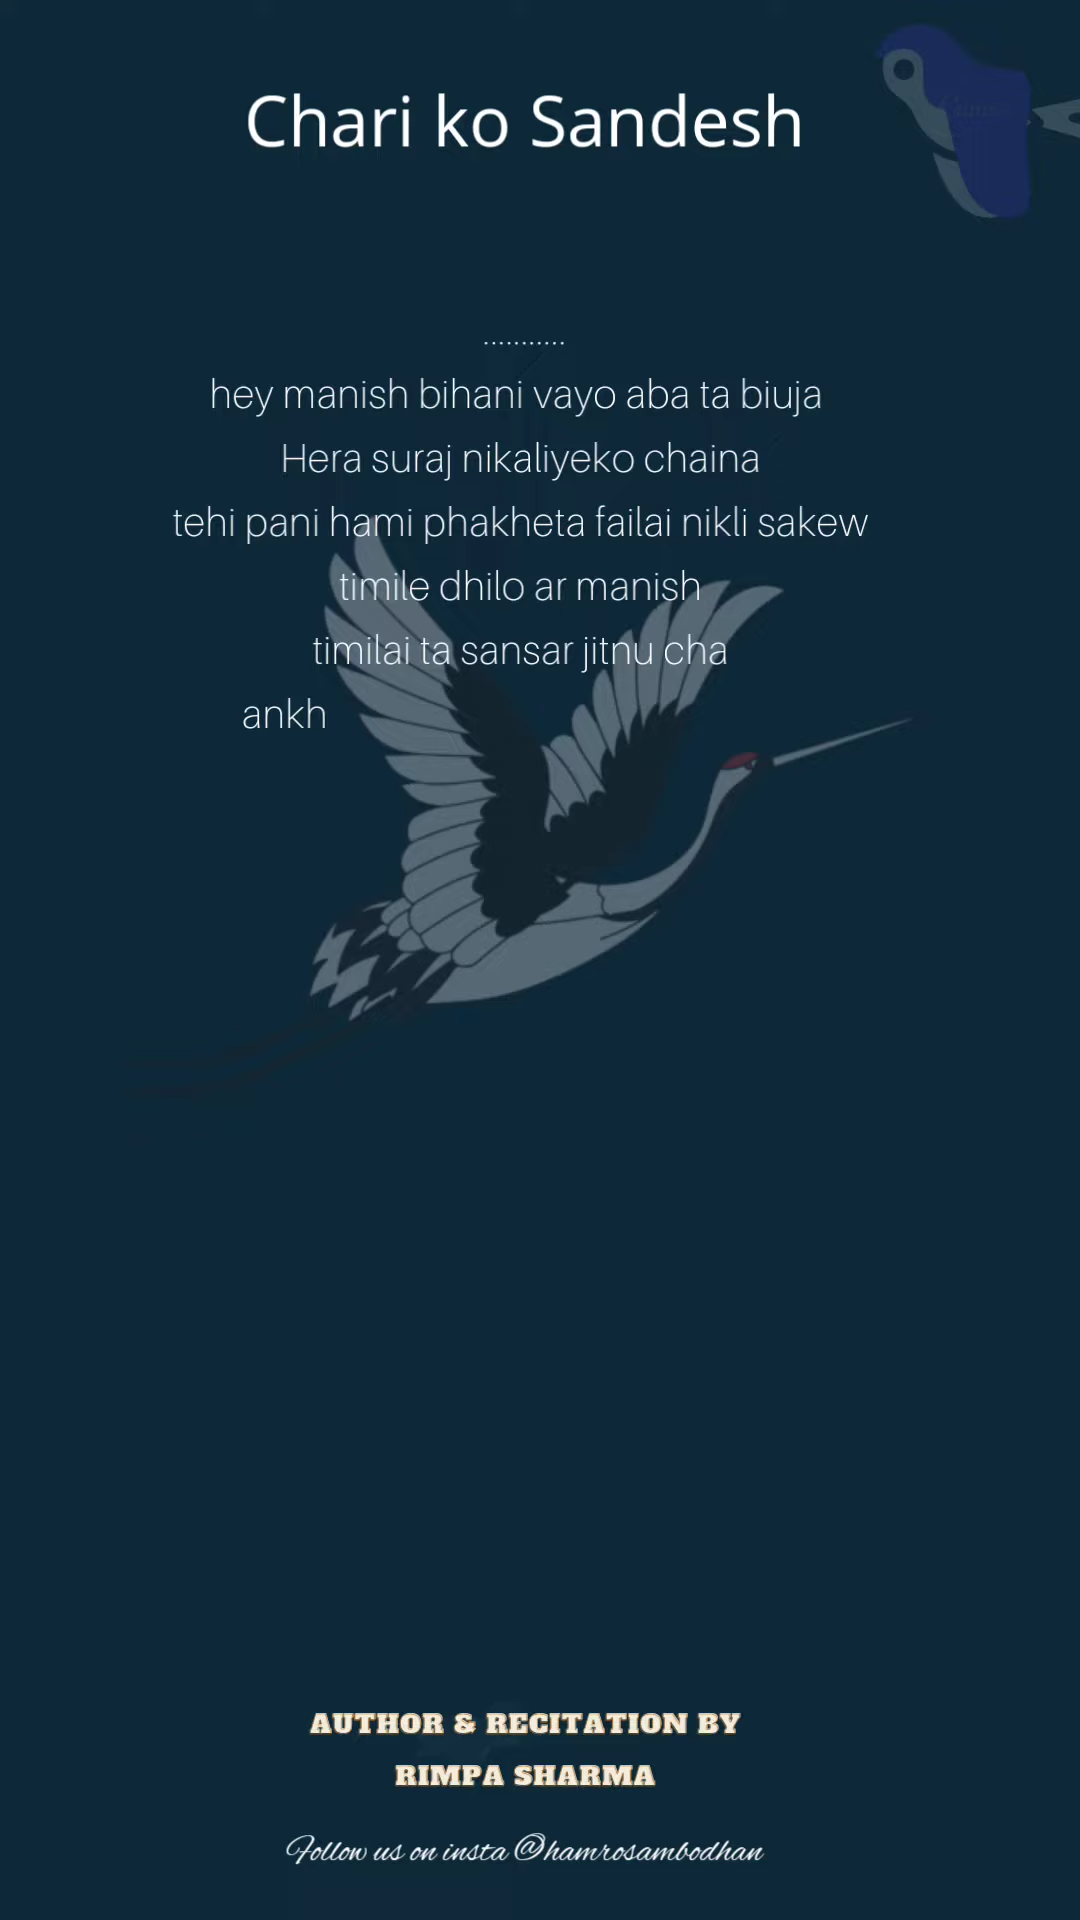 Chari ko Sandesh
...........
hey manish bihani vayo aba ta biuja
Hera suraj nikaliyeko chaina
tehi pani hami phakheta failai nikli sakew
timile dhilo ar manish
timilai ta sansar jitnu cha
ankh
AUTHOR & RECITATION BY
RIMPA SHARMA
Follow us on insta @hamrosambodhan